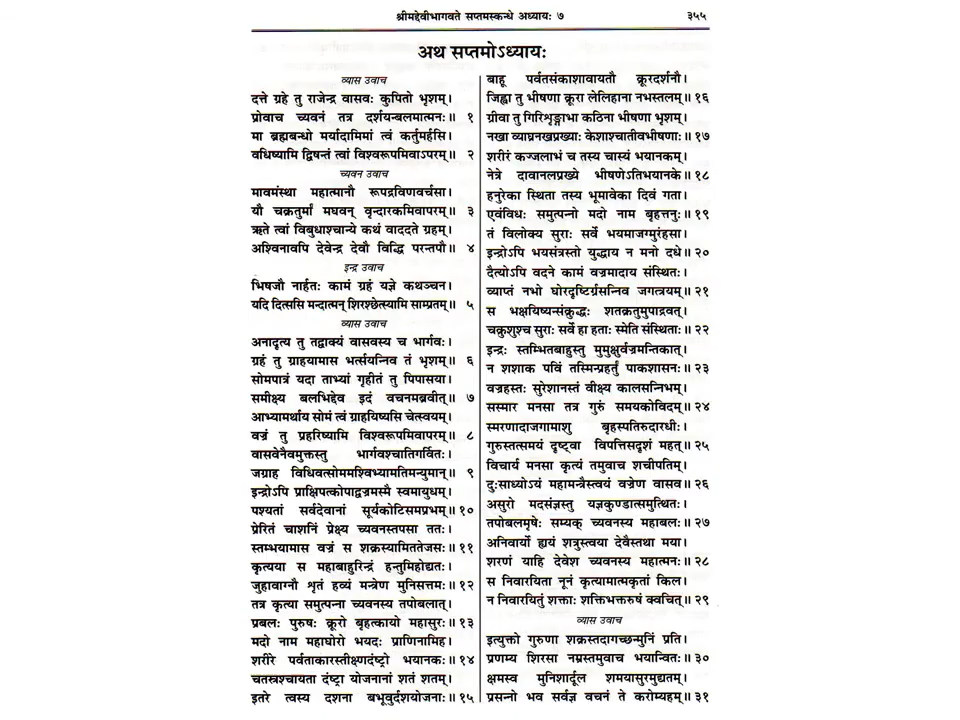 श्रीमद्देवीभागवते सप्तमस्कन्धे अध्यायः ७ ३५५
अथ सप्तमोऽध्यायः
व्यास उवाच
दत्ते ग्रहे तु राजेन्द्र वासवः कुपितो भृशम्।
प्रोवाच च्यवनं तत्र दर्शयन्बलमात्मनः॥ १
मा ब्रह्मबन्धो मर्यादामिमां त्वं कर्तुमर्हसि।
वधिष्यामि द्विषन्तं त्वां विश्वरूपमिवाऽपरम्॥ २
च्यवन उवाच
मावमंस्था महात्मानौ रूपद्रविणवर्चसा।
यौ चक्रतुर्मां मघवन् वृन्दारकमिवापरम्॥ ३
ऋते त्वां विबुधाश्चान्ये कथं वाददते ग्रहम्।
अश्विनावपि देवेन्द्र देवौ विद्धि परन्तपौ॥ ४
इन्द्र उवाच
भिषजौ नार्हतः कामं ग्रहं यज्ञे कथञ्चन।
यदि दित्ससि मन्दात्मन् शिरश्छेत्स्यामि साम्प्रतम्॥ ५
व्यास उवाच
अनादृत्य तु तद्वाक्यं वासवस्य च भार्गवः।
ग्रहं तु ग्राहयामास भर्त्सयन्निव तं भृशम्॥ ६
सोमपात्रं यदा ताभ्यां गृहीतं तु पिपासया।
समीक्ष्य बलभिद्देव इदं वचनमब्रवीत्॥ ७
आभ्यामर्थाय सोमं त्वं ग्राहयिष्यसि चेत्स्वयम्।
वज्रं तु प्रहरिष्यामि विश्वरूपमिवापरम्॥ ८
वासवेनैवमुक्तस्तु भार्गवश्चातिगर्वितः।
जग्राह विधिवत्सोममश्विभ्यामतिमन्युमान्॥ ९
इन्द्रोऽपि प्राक्षिपत्कोपाद्वज्रमस्मै स्वमायुधम्।
पश्यतां सर्वदेवानां सूर्यकोटिसमप्रभम्॥ १०
प्रेरितं चाशनिं प्रेक्ष्य च्यवनस्तपसा ततः।
स्तम्भयामास वज्रं स शक्रस्यामिततेजसः॥ ११
कृत्यया स महाबाहुरिन्द्रं हन्तुमिहोद्यतः।
जुहावाग्नौ शृतं हव्यं मन्त्रेण मुनिसत्तमः॥ १२
तत्र कृत्या समुत्पन्ना च्यवनस्य तपोबलात्।
प्रबलः पुरुषः क्रूरो बृहत्कायो महासुरः॥ १३
मदो नाम महाघोरो भयदः प्राणिनामिह।
शरीरे पर्वताकारस्तीक्ष्णदंष्ट्रो भयानकः॥ १४
चतस्रश्चायता दंष्ट्रा योजनानां शतं शतम्।
इतरे त्वस्य दशना बभूवुर्दशयोजनाः॥ १५
बाहू पर्वतसंकाशावायतौ क्रूरदर्शनौ।
जिह्वा तु भीषणा क्रूरा लेलिहाना नभस्तलम्॥ १६
ग्रीवा तु गिरिशृङ्गाभा कठिना भीषणा भृशम्।
नखा व्याघ्रनखप्रख्याः केशाश्चातीवभीषणाः॥ १७
शरीरं कज्जलाभं च तस्य चास्यं भयानकम्।
नेत्रे दावानलप्रख्ये भीषणेऽतिभयानके॥ १८
हनुरेका स्थिता तस्य भूमावेका दिवं गता।
एवंविधः समुत्पन्नो मदो नाम बृहत्तनुः॥ १९
तं विलोक्य सुराः सर्वे भयमाजग्मुरंहसा।
इन्द्रोऽपि भयसंत्रस्तो युद्धाय न मनो दधे॥ २०
दैत्योऽपि वदने कामं वज्रमादाय संस्थितः।
व्याप्तं नभो घोरदृष्टिर्ग्रसन्निव जगत्त्रयम्॥ २१
स भक्षयिष्यन्संक्रुद्धः शतक्रतुमुपाद्रवत्।
चक्रुशुश्च सुराः सर्वे हा हताः स्मेति संस्थिताः॥ २२
इन्द्रः स्तम्भितबाहुस्तु मुमुक्षुर्वज्रमन्तिकात्।
न शशाक पविं तस्मिन्प्रहर्तुं पाकशासनः॥ २३
वज्रहस्तः सुरेशानस्तं वीक्ष्य कालसन्निभम्।
सस्मार मनसा तत्र गुरुं समयकोविदम्॥ २४
स्मरणादाजगामाशु बृहस्पतिरुदारधीः।
गुरुस्तत्समयं दृष्ट्वा विपत्तिसदृशं महत्॥ २५
विचार्य मनसा कृत्यं तमुवाच शचीपतिम्।
दुःसाध्योऽयं महामन्त्रैस्त्वयं वज्रेण वासव॥ २६
असुरो मदसंज्ञस्तु यज्ञकुण्डात्समुत्थितः।
तपोबलमृषेः सम्यक् च्यवनस्य महाबलः॥ २७
अनिवार्यो ह्ययं शत्रुस्त्वया देवैस्तथा मया।
शरणं याहि देवेश च्यवनस्य महात्मनः॥ २८
स निवारयिता नूनं कृत्यामात्मकृतां किल।
न निवारयितुं शक्ताः शक्तिभक्तरुषं क्वचित्॥ २९
व्यास उवाच
इत्युक्तो गुरुणा शक्रस्तदागच्छन्मुनिं प्रति।
प्रणम्य शिरसा नम्रस्तमुवाच भयान्वितः॥ ३०
क्षमस्व मुनिशार्दूल शमयासुरमुद्यतम्।
प्रसन्नो भव सर्वज्ञ वचनं ते करोम्यहम्॥ ३१